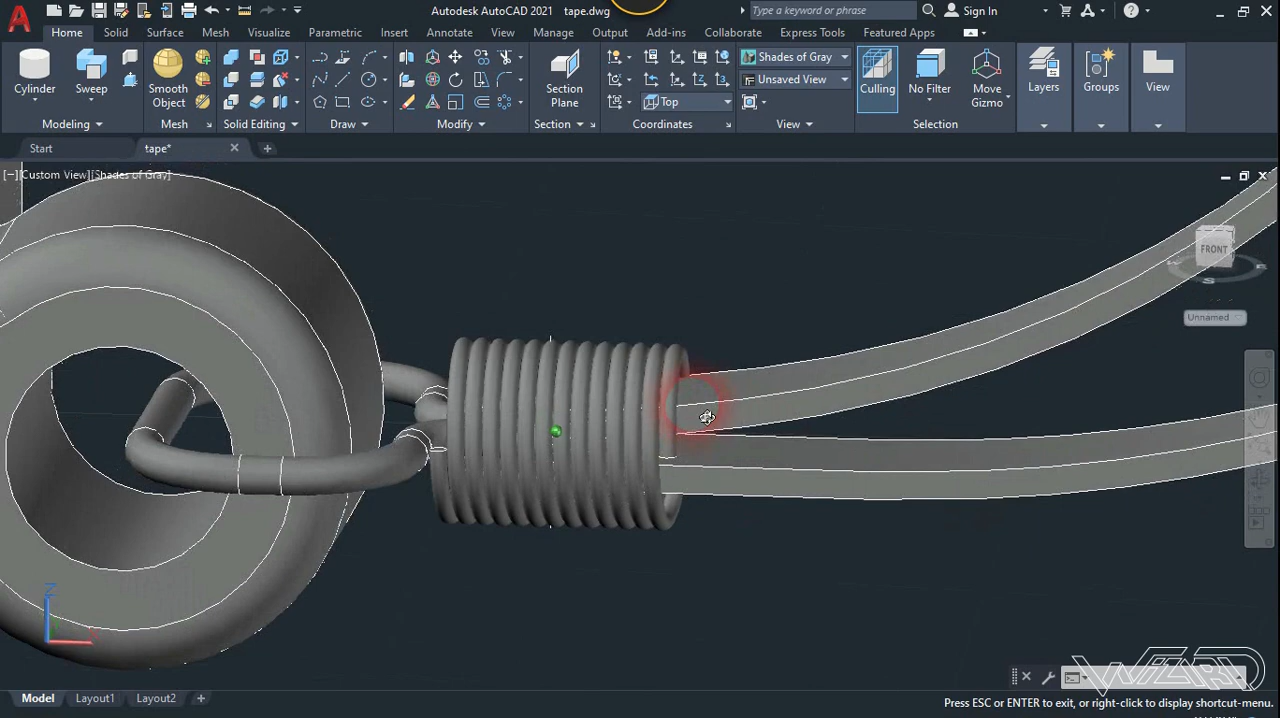 Autodesk AutoCAD 2021 tape.dwg
Type a keyword or phrase
Sign In
Home Solid Surface Mesh Visualize Parametric Insert Annotate View Manage Output Add-ins Collaborate Express Tools Featured Apps
Cylinder
Sweep
Smooth
Object
Section
Plane
Top
Shades of Gray
Unsaved View
Culling
No Filter
Move
Gizmo
Layers
Groups
View
Modeling Mesh Solid Editing Draw Modify Section Coordinates View Selection
Start tape*
[−][Custom View][Shades of Gray]
FRONT
S
Unnamed
Z
WIZARD
Model Layout1 Layout2
Press ESC or ENTER to exit, or right-click to display shortcut-menu.